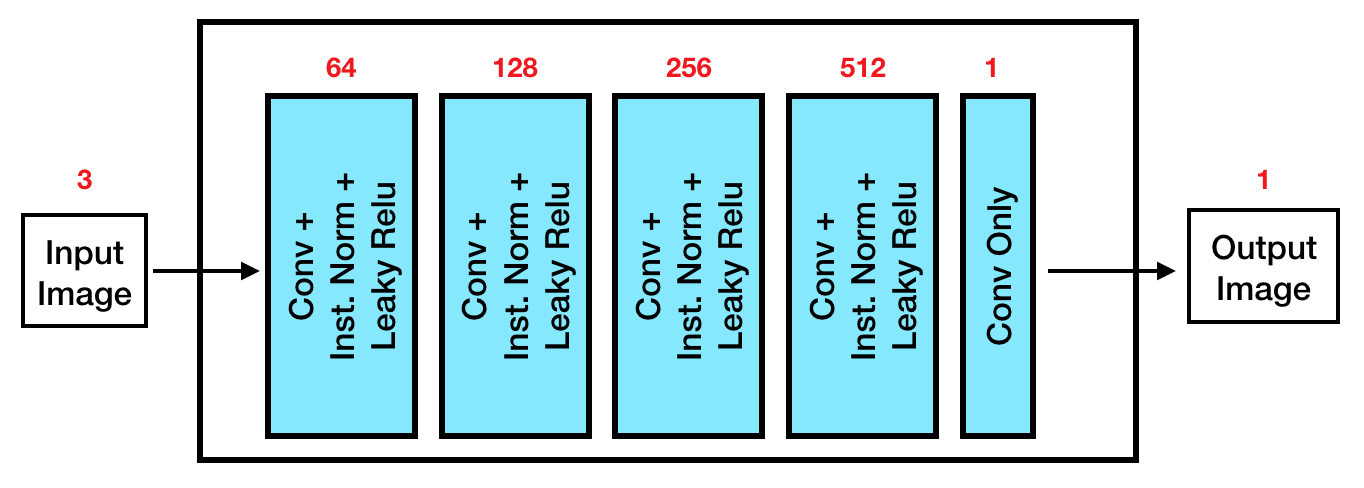 3
Input
Image
64
Conv +
Inst. Norm +
Leaky Relu
128
Conv +
Inst. Norm +
Leaky Relu
256
Conv +
Inst. Norm +
Leaky Relu
512
Conv +
Inst. Norm +
Leaky Relu
1
Conv Only
1
Output
Image